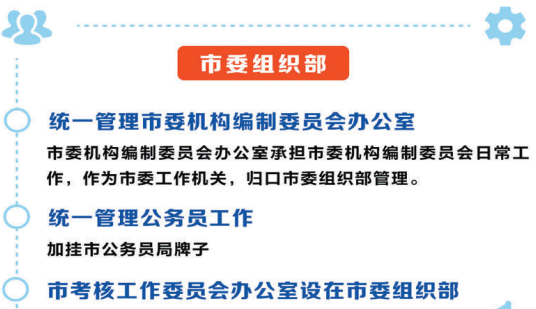 市委组织部
统一管理市委机构编制委员会办公室
市委机构编制委员会办公室承担市委机构编制委员会日常工
作，作为市委工作机关，归口市委组织部管理。
统一管理公务员工作
加挂市公务员局牌子
市考核工作委员会办公室设在市委组织部